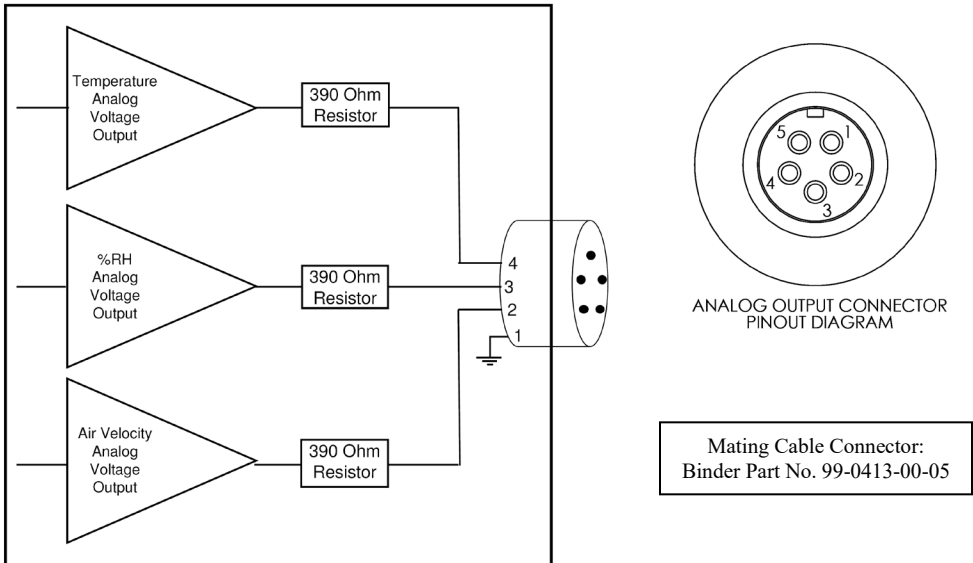 Temperature
Analog
Voltage
Output
390 Ohm
Resistor
%RH
Analog
Voltage
Output
390 Ohm
Resistor
Air Velocity
Analog
Voltage
Output
390 Ohm
Resistor
4
3
2
1
5
1
4
2
3
ANALOG OUTPUT CONNECTOR
PINOUT DIAGRAM
Mating Cable Connector:
Binder Part No. 99-0413-00-05